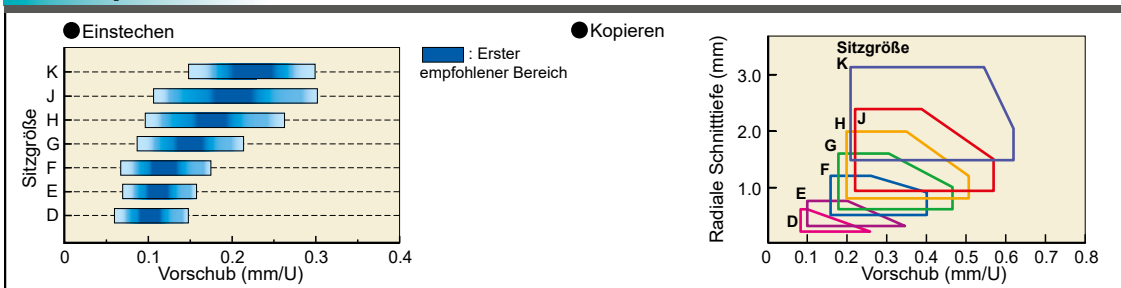 Einstechen
Sitzgröße
K
J
H
G
F
E
D
0 0.1 0.2 0.3 0.4
Vorschub (mm/U)
: Erster
empfohlener Bereich
Kopieren
Radiale Schnitttiefe (mm)
3.0
2.0
1.0
Sitzgröße
K
H J
G
F
E
D
0 0.1 0.2 0.3 0.4 0.5 0.6 0.7 0.8
Vorschub (mm/U)